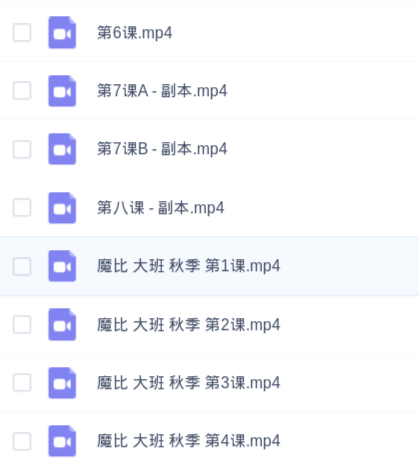 第6课.mp4
第7课A - 副本.mp4
第7课B - 副本.mp4
第八课 - 副本.mp4
魔比 大班 秋季 第1课.mp4
魔比 大班 秋季 第2课.mp4
魔比 大班 秋季 第3课.mp4
魔比 大班 秋季 第4课.mp4